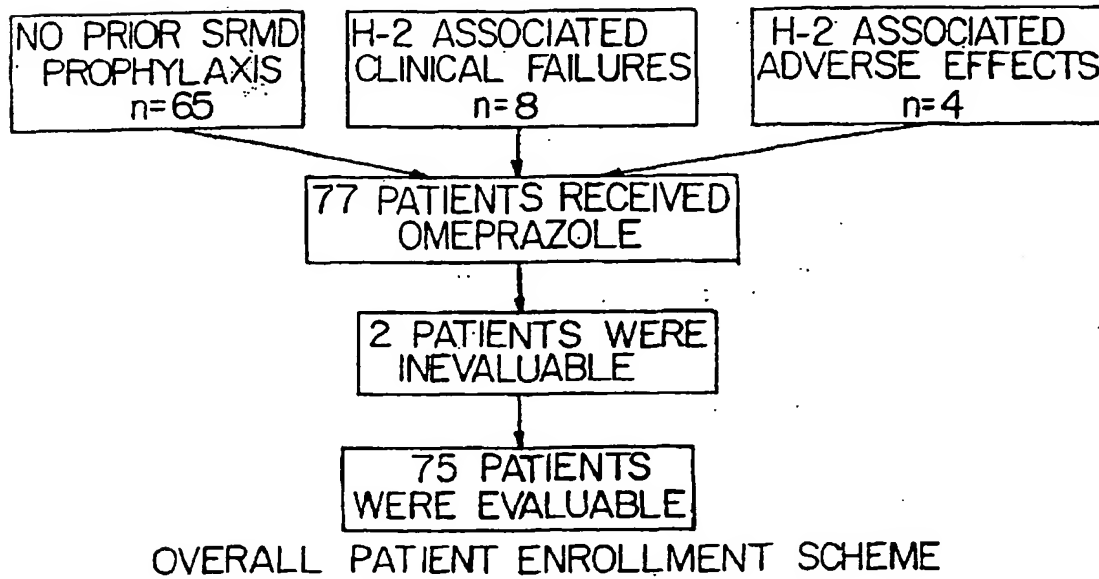 NO PRIOR SRMD
PROPHYLAXIS
n=65
H-2 ASSOCIATED
CLINICAL FAILURES
n=8
H-2 ASSOCIATED
ADVERSE EFFECTS
n=4
77 PATIENTS RECEIVED
OMEPRAZOLE
2 PATIENTS WERE
INEVALUABLE
75 PATIENTS
WERE EVALUABLE
OVERALL PATIENT ENROLLMENT SCHEME